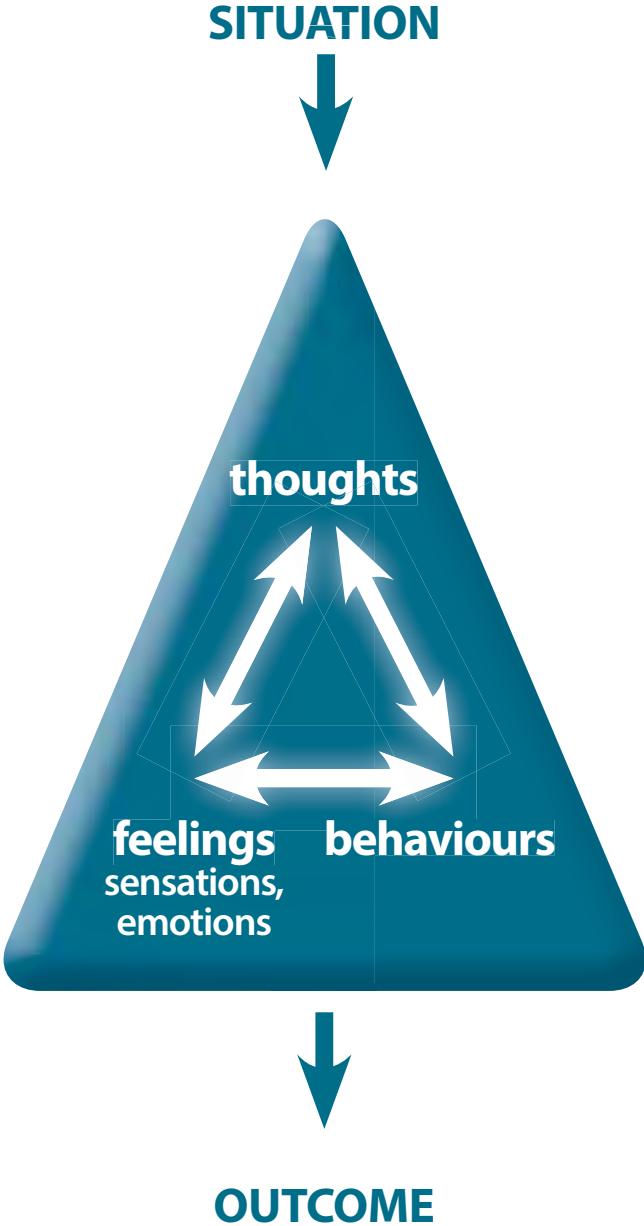 SITUATION
thoughts
feelings behaviours
sensations,
emotions
OUTCOME